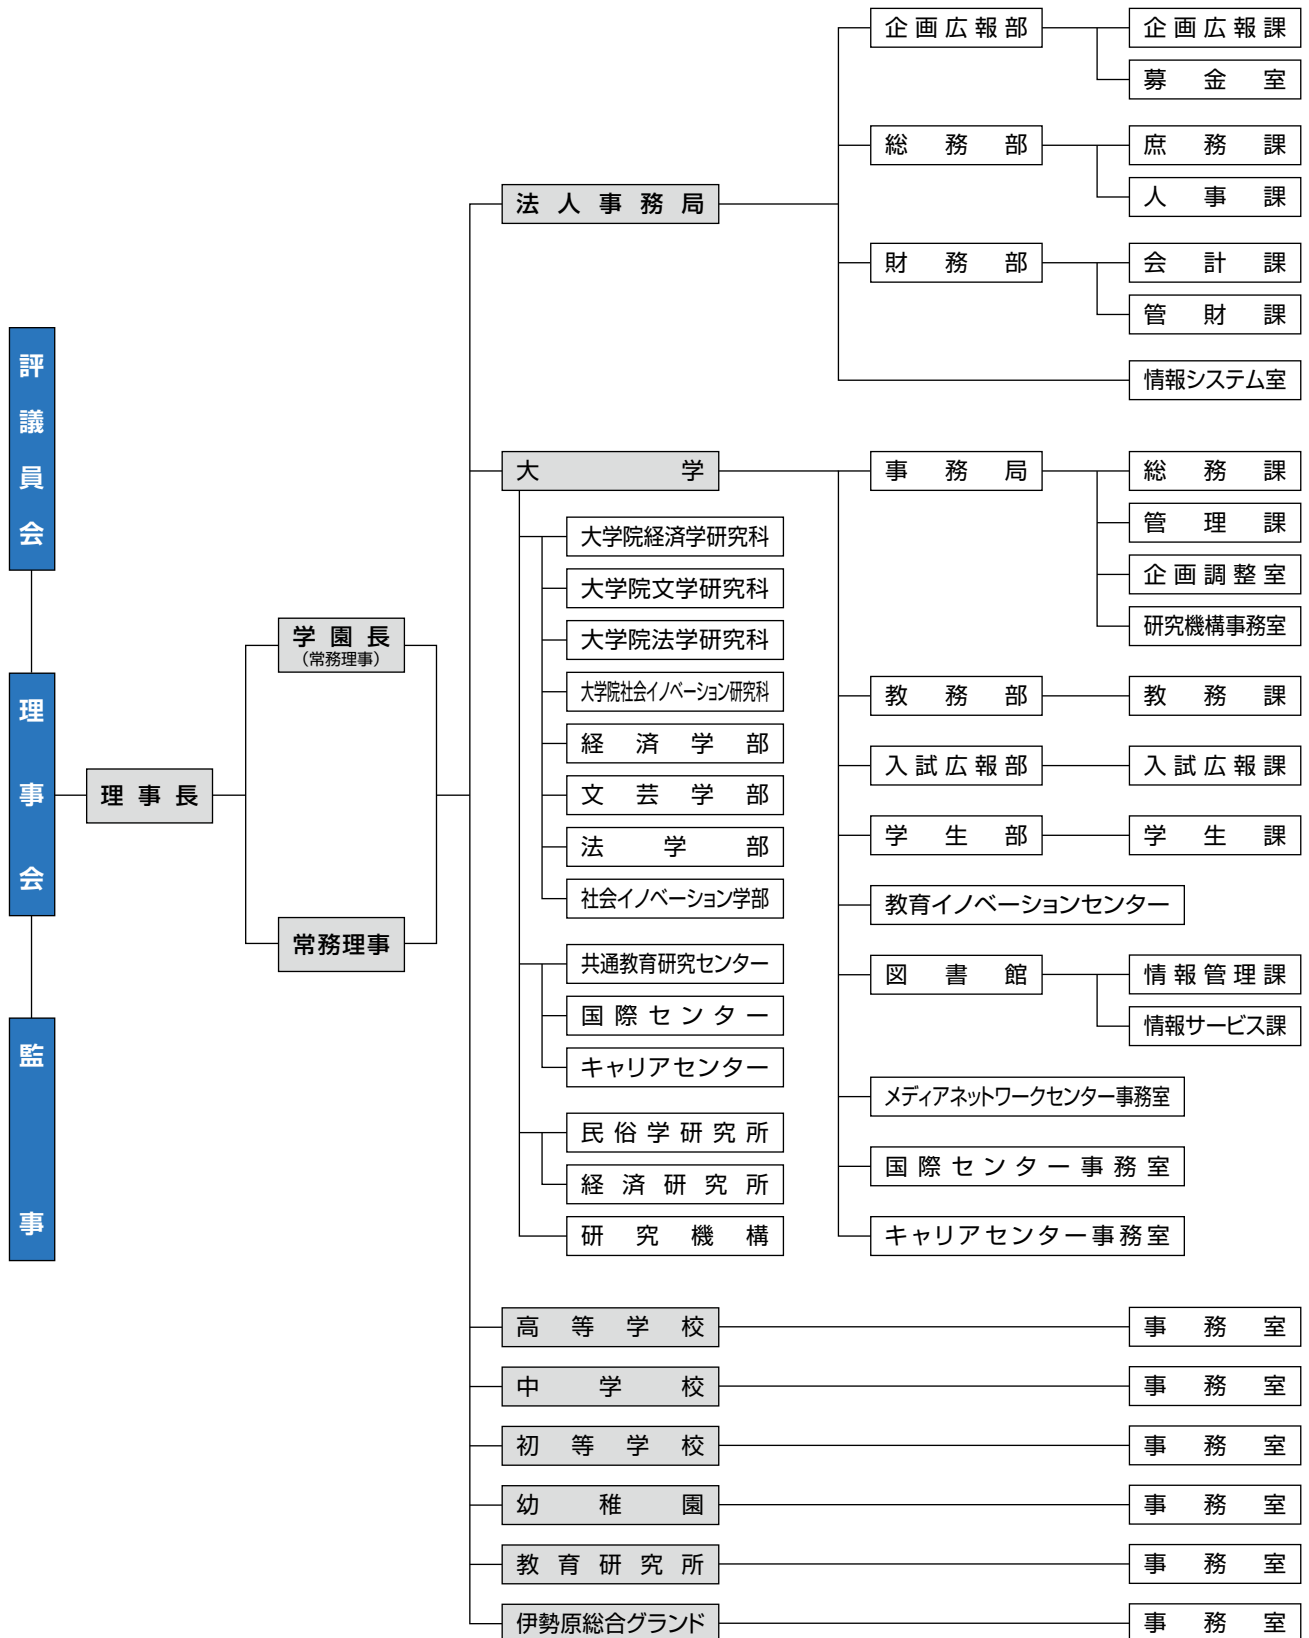 評議員会
理事会
監事
理事長
学園長
（常務理事）
常務理事
法人事務局
企画広報部
企画広報課
募金室
総務部
庶務課
人事課
財務部
会計課
管財課
情報システム室
大学
大学院経済学研究科
大学院文学研究科
大学院法学研究科
大学院社会イノベーション研究科
経済学部
文芸学部
法学部
社会イノベーション学部
共通教育研究センター
国際センター
キャリアセンター
民俗学研究所
経済研究所
研究機構
事務局
総務課
管理課
企画調整室
研究機構事務室
教務部
教務課
入試広報部
入試広報課
学生部
学生課
教育イノベーションセンター
図書館
情報管理課
情報サービス課
メディアネットワークセンター事務室
国際センター事務室
キャリアセンター事務室
高等学校
事務室
中学校
事務室
初等学校
事務室
幼稚園
事務室
教育研究所
事務室
伊勢原総合グランド
事務室